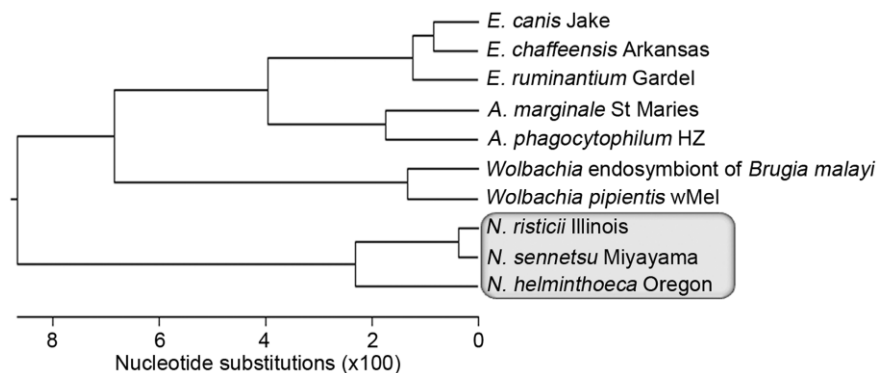 E. canis Jake
E. chaffeensis Arkansas
E. ruminantium Gardel
A. marginale St Maries
A. phagocytophilum HZ
Wolbachia endosymbiont of Brugia malayi
Wolbachia pipientis wMel
N. risticii Illinois
N. sennetsu Miyayama
N. helminthoeca Oregon
8 6 4 2 0
Nucleotide substitutions (x100)